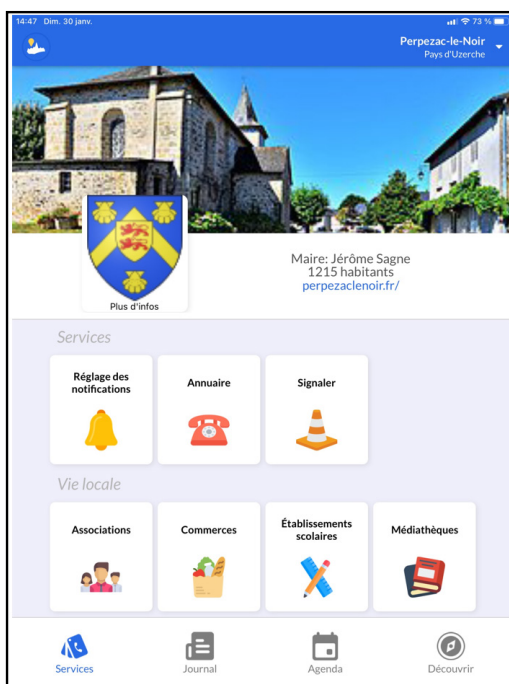 14:47 Dim. 30 janv.
73 %
Perpezac-le-Noir
Pays d'Uzerche
Maire: Jérôme Sagne
1215 habitants
perpezaclenoir.fr/
Plus d'infos
Services
Réglage des
notifications
Annuaire
Signaler
Vie locale
Associations
Commerces
Établissements
scolaires
Médiathèques
Services
Journal
Agenda
Découvrir